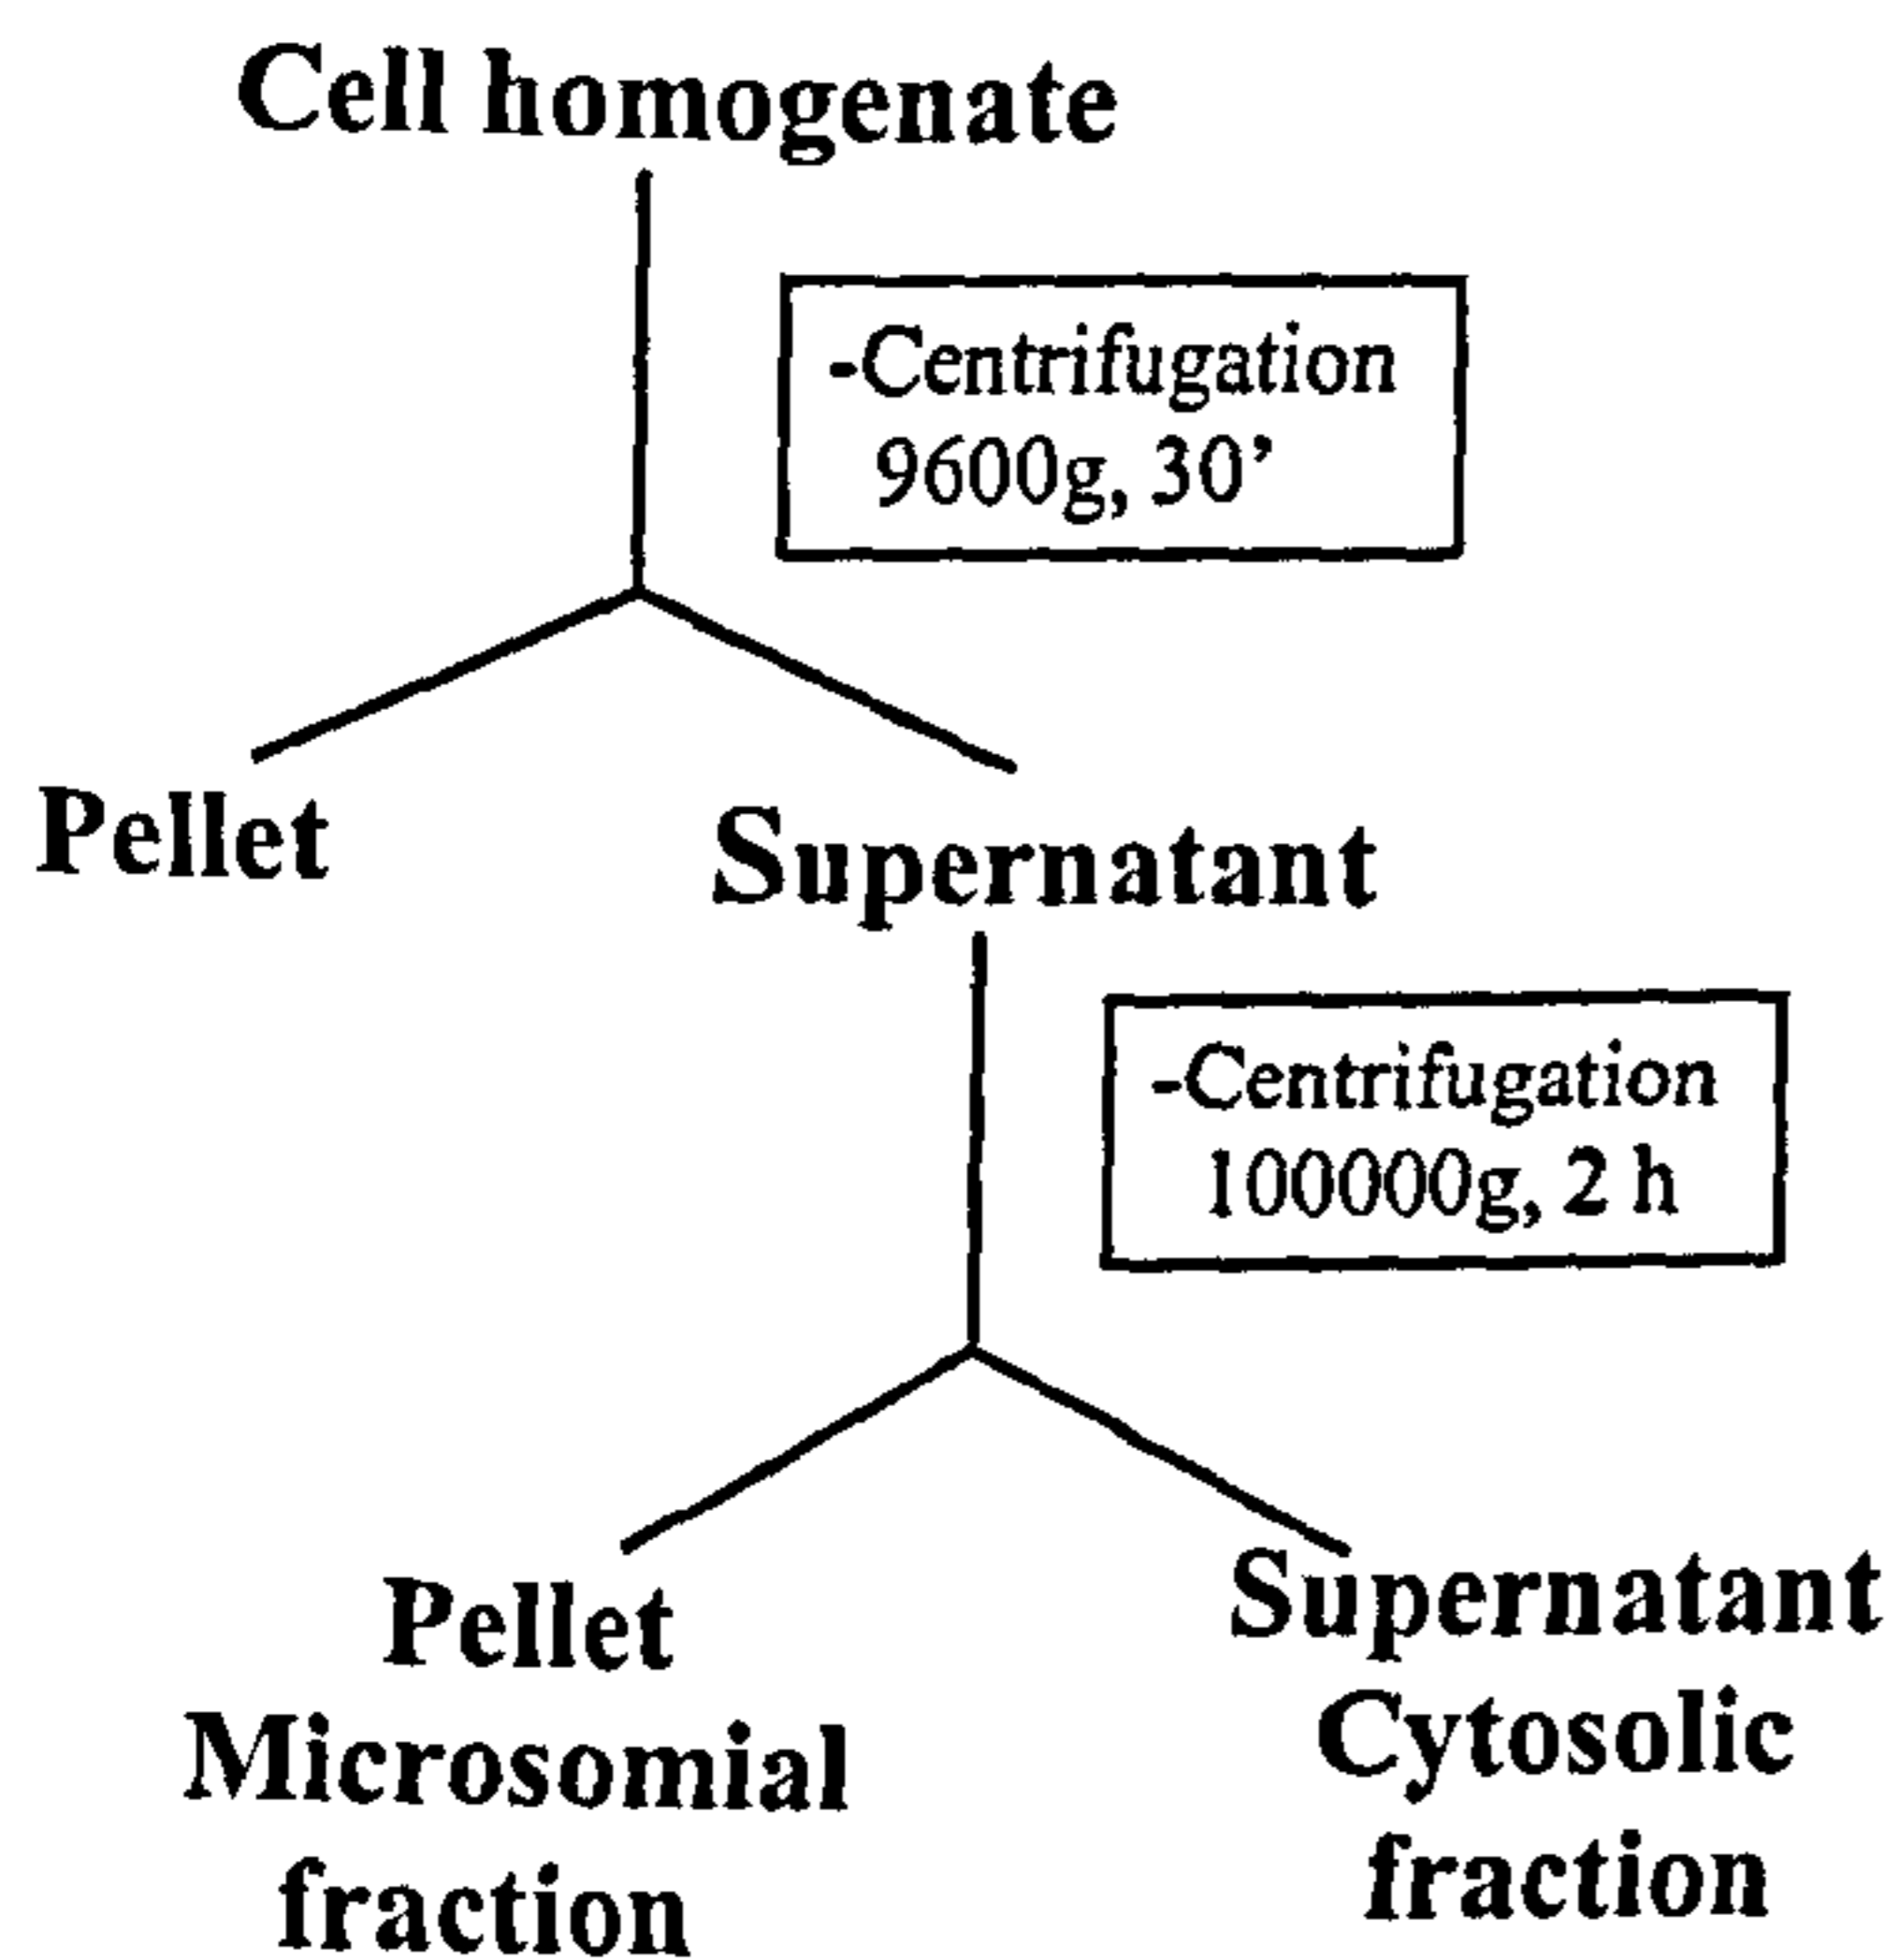 Cell homogenate
-Centrifugation
9600g, 30’
Pellet
Supernatant
-Centrifugation
100000g, 2 h
Pellet
Microsomial
fraction
Supernatant
Cytosolic
fraction